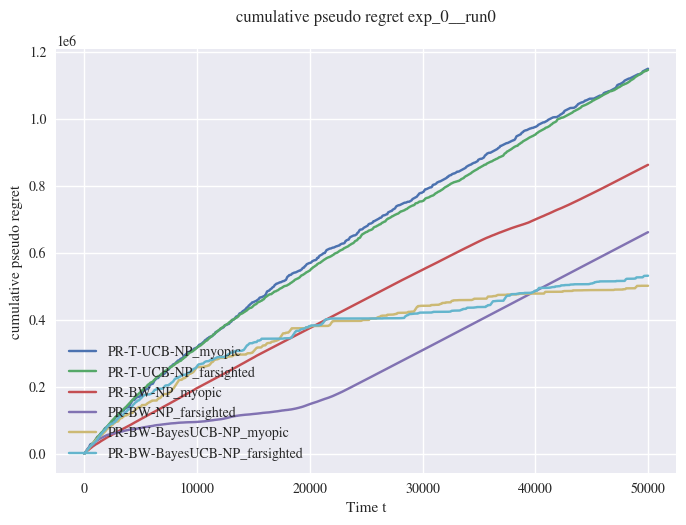 cumulative pseudo regret exp_0__run0
1e6
1.2
1.0
0.8
0.6
0.4
0.2
0.0
cumulative pseudo regret
PR-T-UCB-NP_myopic
PR-T-UCB-NP_farsighted
PR-BW-NP_myopic
PR-BW-NP_farsighted
PR-BW-BayesUCB-NP_myopic
PR-BW-BayesUCB-NP_farsighted
0 10000 20000 30000 40000 50000
Time t